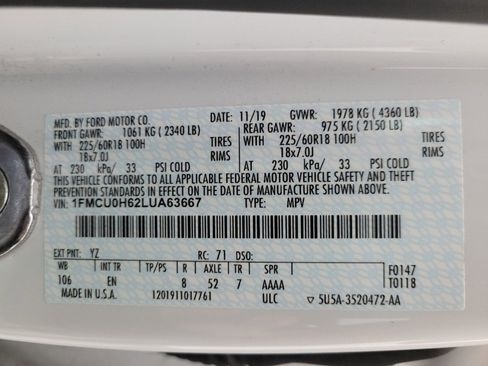 MFD. BY FORD MOTOR CO. DATE: 11/19 GVWR: 1978 KG ( 4360 LB)
FRONT GAWR: 1061 KG ( 2340 LB) REAR GAWR: 975 KG ( 2150 LB)
WITH 225/60R18 100H TIRES WITH 225/60R18 100H TIRES
18x7.0J RIMS 18x7.0J RIMS
AT 230 kPa/ 33 PSI COLD AT 230 kPa/ 33 PSI COLD
THIS VEHICLE CONFORMS TO ALL APPLICABLE FEDERAL MOTOR VEHICLE SAFETY AND THEFT
PREVENTION STANDARDS IN EFFECT ON THE DATE OF MANUFACTURE SHOWN ABOVE.
VIN: 1FMCU0H62LUA63667 TYPE: MPV
EXT PNT: YZ RC: 71 DSO:
WB INT TR TP/PS R AXLE TR SPR F0147
106 EN 8 52 7 AAAA T0118
MADE IN U.S.A. 1201911017761 ULC ▽ 5U5A-3520472-AA